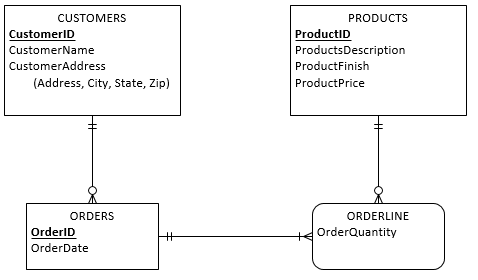 CUSTOMERS
CustomerID
CustomerName
CustomerAddress
(Address, City, State, Zip)
PRODUCTS
ProductID
ProductsDescription
ProductFinish
ProductPrice
ORDERS
OrderID
OrderDate
ORDERLINE
OrderQuantity